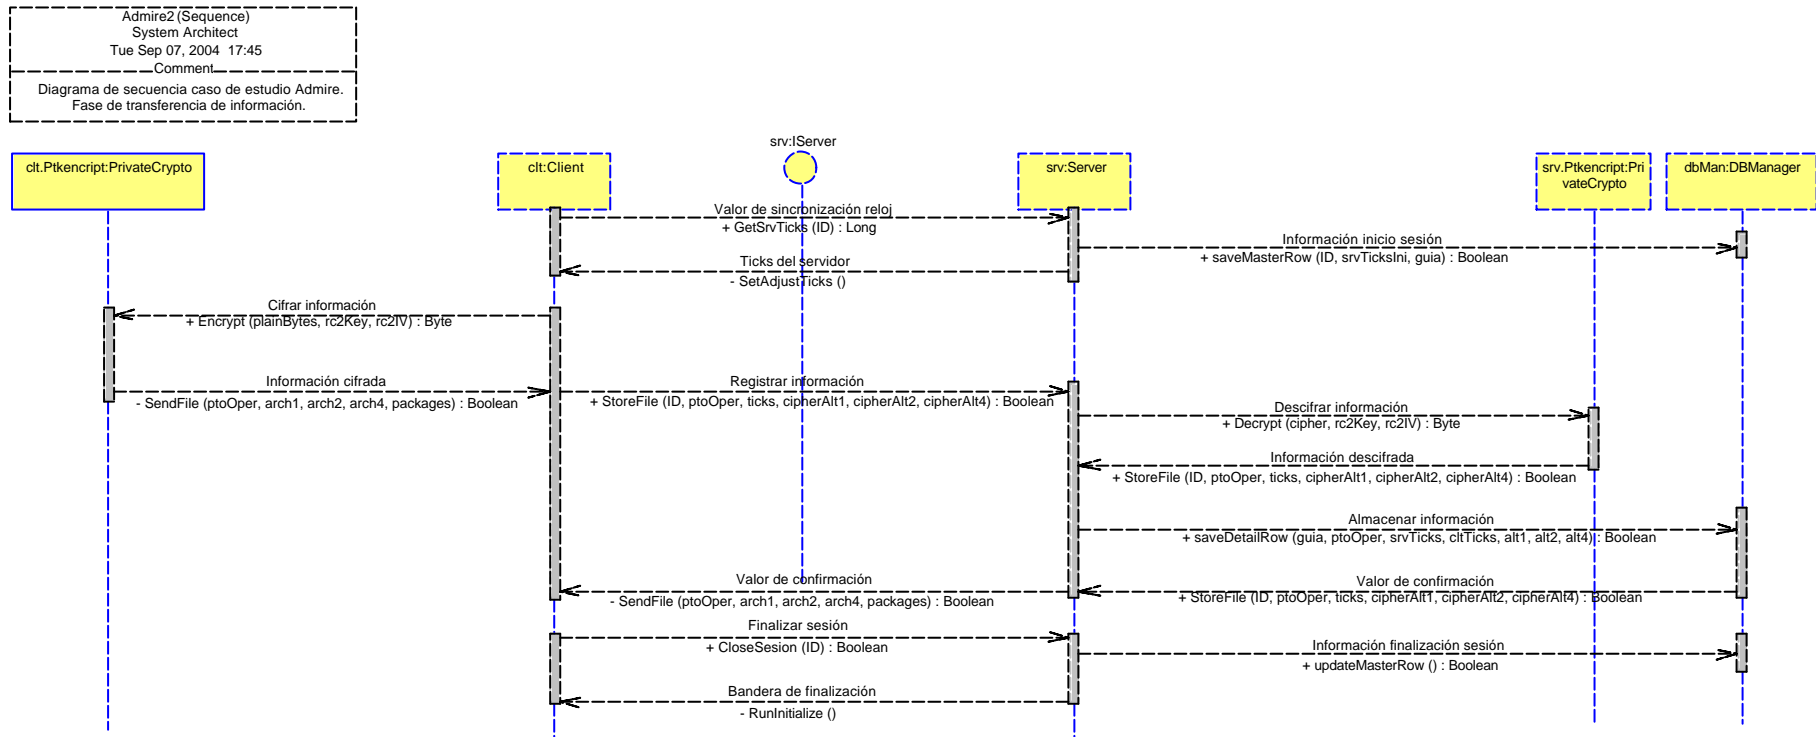 Admire2 (Sequence)
System Architect
Tue Sep 07, 2004 17:45
Comment
Diagrama de secuencia caso de estudio Admire.
Fase de transferencia de información.
srv:IServer
clt.Ptkencript:PrivateCrypto
clt:Client
srv:Server
srv.Ptkencript:Pri
vateCrypto
dbMan:DBManager
Valor de sincronización reloj
+ GetSrvTicks (ID) : Long
Información inicio sesión
+ saveMasterRow (ID, srvTicksIni, guia) : Boolean
Ticks del servidor
- SetAdjustTicks ()
Cifrar información
+ Encrypt (plainBytes, rc2Key, rc2IV) : Byte
Información cifrada
- SendFile (ptoOper, arch1, arch2, arch4, packages) : Boolean
Registrar información
+ StoreFile (ID, ptoOper, ticks, cipherAlt1, cipherAlt2, cipherAlt4) : Boolean
Descifrar información
+ Decrypt (cipher, rc2Key, rc2IV) : Byte
Información descifrada
+ StoreFile (ID, ptoOper, ticks, cipherAlt1, cipherAlt2, cipherAlt4) : Boolean
Almacenar información
+ saveDetailRow (guia, ptoOper, srvTicks, cltTicks, alt1, alt2, alt4) : Boolean
Valor de confirmación
- SendFile (ptoOper, arch1, arch2, arch4, packages) : Boolean
Valor de confirmación
+ StoreFile (ID, ptoOper, ticks, cipherAlt1, cipherAlt2, cipherAlt4) : Boolean
Finalizar sesión
+ CloseSesion (ID) : Boolean
Información finalización sesión
+ updateMasterRow () : Boolean
Bandera de finalización
- RunInitialize ()